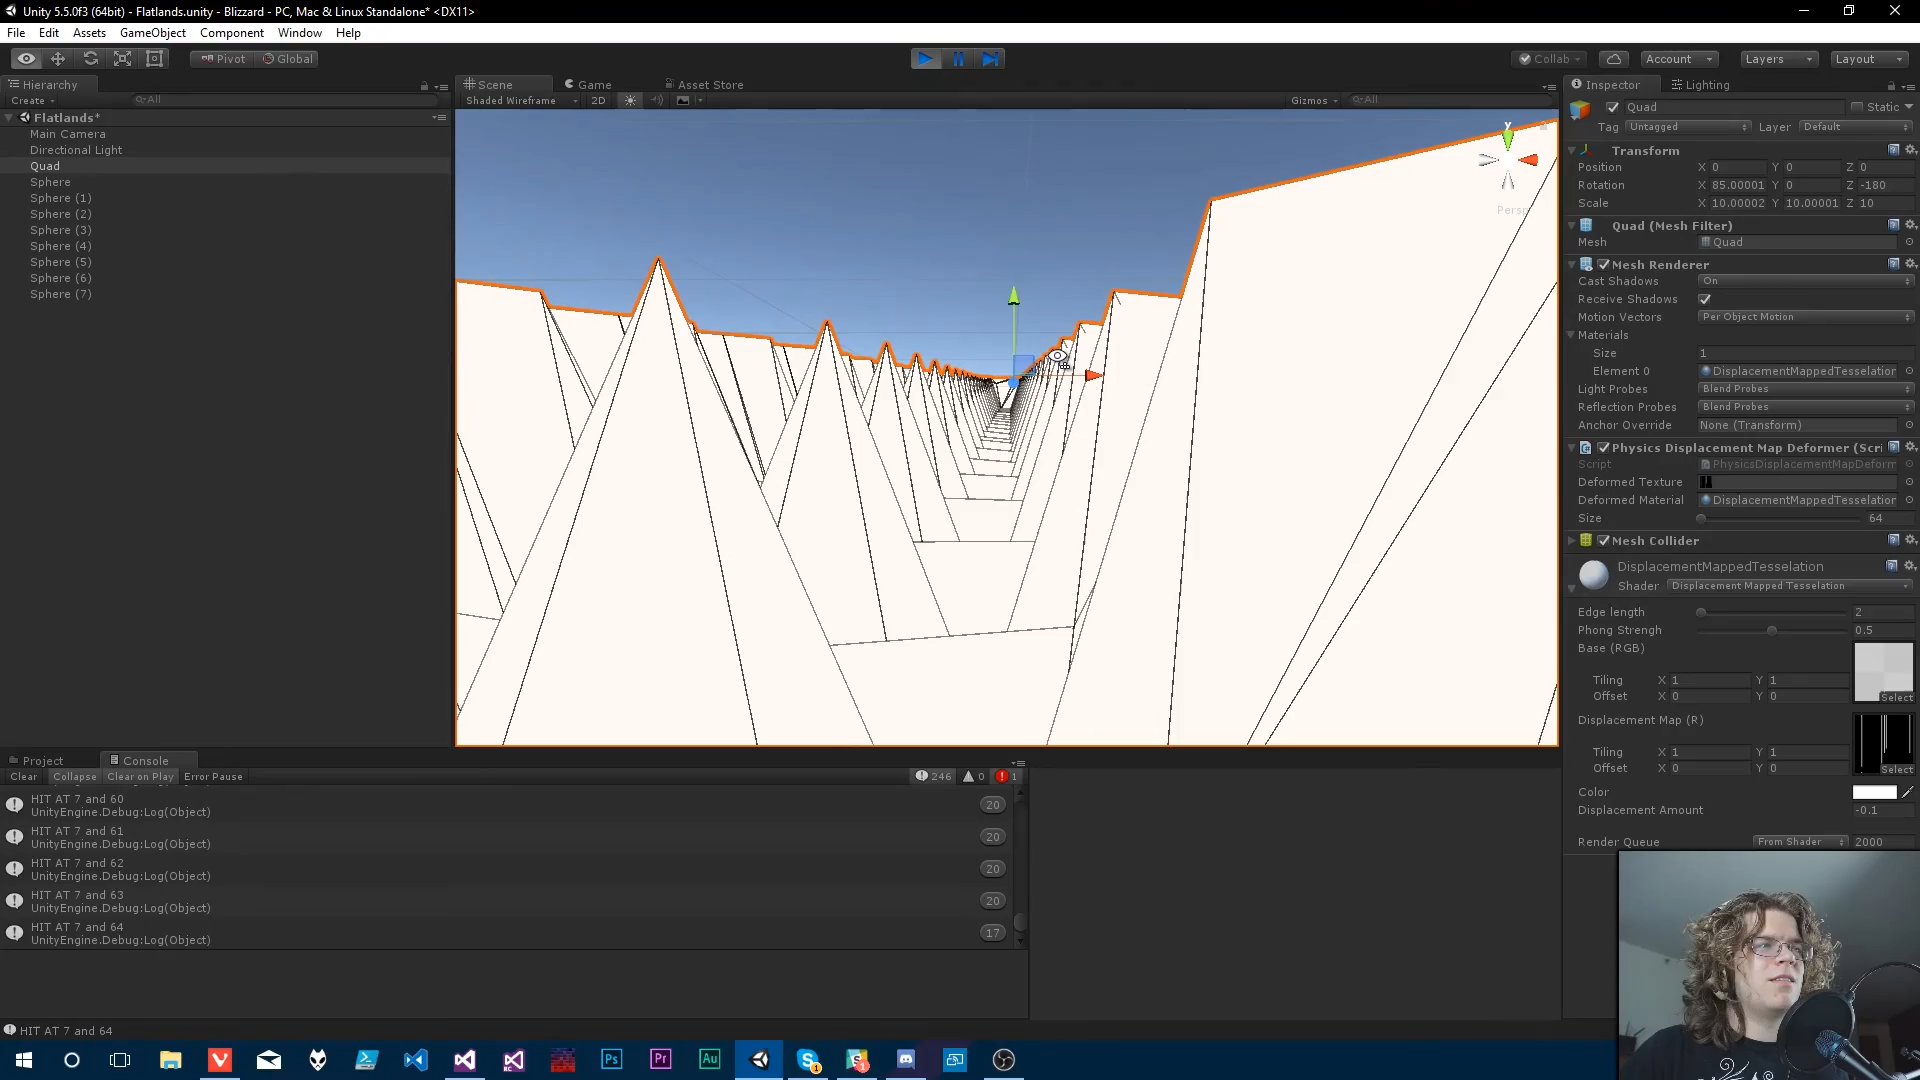 Unity 5.5.0f3 (64bit) - Flatlands.unity - Blizzard - PC, Mac & Linux Standalone* <DX11>
File Edit Assets GameObject Component Window Help
Pivot Global Collab Account Layers Layout
Hierarchy
Create All
Flatlands*
Main Camera
Directional Light
Quad
Sphere
Sphere (1)
Sphere (2)
Sphere (3)
Sphere (4)
Sphere (5)
Sphere (6)
Sphere (7)
Scene Game Asset Store
Shaded Wireframe 2D Gizmos All
y
Persp
Inspector Lighting
Quad Static
Tag Untagged Layer Default
Transform
Position X 0 Y 0 Z 0
Rotation X 85.00001 Y 0 Z -180
Scale X 10.00002 Y 10.00001 Z 10
Quad (Mesh Filter)
Mesh Quad
Mesh Renderer
Cast Shadows On
Receive Shadows
Motion Vectors Per Object Motion
Materials
Size 1
Element 0 DisplacementMappedTesselation
Light Probes Blend Probes
Reflection Probes Blend Probes
Anchor Override None (Transform)
Physics Displacement Map Deformer (Scri
Script PhysicsDisplacementMapDeform
Deformed Texture
Deformed Material DisplacementMappedTesselation
Size 64
Mesh Collider
DisplacementMappedTesselation
Shader Displacement Mapped Tesselation
Edge length 2
Phong Strengh 0.5
Base (RGB)
Tiling X 1 Y 1
Offset X 0 Y 0
Select
Displacement Map (R)
Tiling X 1 Y 1
Offset X 0 Y 0
Select
Color
Displacement Amount -0.1
Render Queue From Shader 2000
Project Console
Clear Collapse Clear on Play Error Pause 246 0 1
HIT AT 7 and 60
UnityEngine.Debug:Log(Object)
20
HIT AT 7 and 61
UnityEngine.Debug:Log(Object)
20
HIT AT 7 and 62
UnityEngine.Debug:Log(Object)
20
HIT AT 7 and 63
UnityEngine.Debug:Log(Object)
20
HIT AT 7 and 64
UnityEngine.Debug:Log(Object)
17
HIT AT 7 and 64
Ps Pr Au